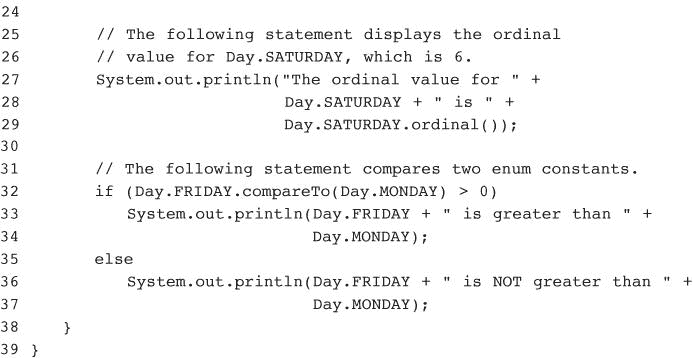 24
25 // The following statement displays the ordinal
26 // value for Day.SATURDAY, which is 6.
27 System.out.println("The ordinal value for " +
28 Day.SATURDAY + " is " +
29 Day.SATURDAY.ordinal());
30
31 // The following statement compares two enum constants.
32 if (Day.FRIDAY.compareTo(Day.MONDAY) > 0)
33 System.out.println(Day.FRIDAY + " is greater than " +
34 Day.MONDAY);
35 else
36 System.out.println(Day.FRIDAY + " is NOT greater than " +
37 Day.MONDAY);
38 }
39 }